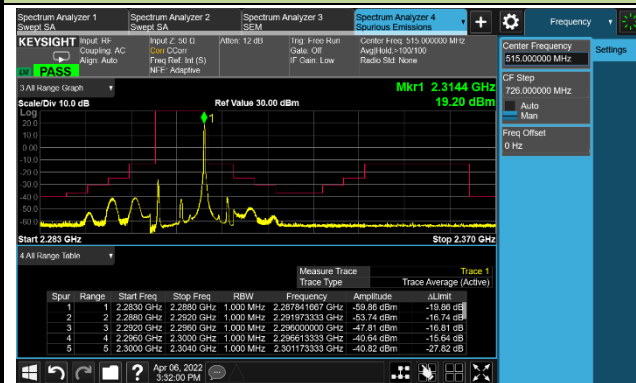 Spectrum Analyzer 1
Swept SA
Spectrum Analyzer 2
Swept SA
Spectrum Analyzer 3
SEM
Spectrum Analyzer 4
Spurious Emissions
Frequency
KEYSIGHT
Input: RF
Coupling: AC
Align: Auto
Input Z: 50 Ω
Corr CCorr
Freq Ref: Int (S)
NFE: Adaptive
Atten: 12 dB
Trig: Free Run
Gate: Off
IF Gain: Low
Center Freq: 515.000000 MHz
Avg|Hold:>100/100
Radio Std: None
PASS
Center Frequency
515.000000 MHz
Settings
CF Step
726.000000 MHz
Auto
Man
Freq Offset
0 Hz
3 All Range Graph
Mkr1 2.3144 GHz
19.20 dBm
Scale/Div 10.0 dB
Ref Value 30.00 dBm
Log
20.0
10.0
0.00
-10.0
-20.0
-30.0
-40.0
-50.0
-60.0
1
Start 2.283 GHz
Stop 2.370 GHz
4 All Range Table
Measure Trace Trace 1
Trace Type Trace Average (Active)
Spur Range Start Freq Stop Freq RBW Frequency Amplitude ΔLimit
1 1 2.2830 GHz 2.2880 GHz 1.000 MHz 2.287841667 GHz -59.86 dBm -19.86 dB
2 2 2.2880 GHz 2.2920 GHz 1.000 MHz 2.291973333 GHz -53.74 dBm -16.74 dB
3 3 2.2920 GHz 2.2960 GHz 1.000 MHz 2.296000000 GHz -47.81 dBm -16.81 dB
4 4 2.2960 GHz 2.3000 GHz 1.000 MHz 2.296613333 GHz -40.64 dBm -15.64 dB
5 5 2.3000 GHz 2.3040 GHz 1.000 MHz 2.301173333 GHz -40.82 dBm -27.82 dB
Apr 06, 2022
3:32:00 PM